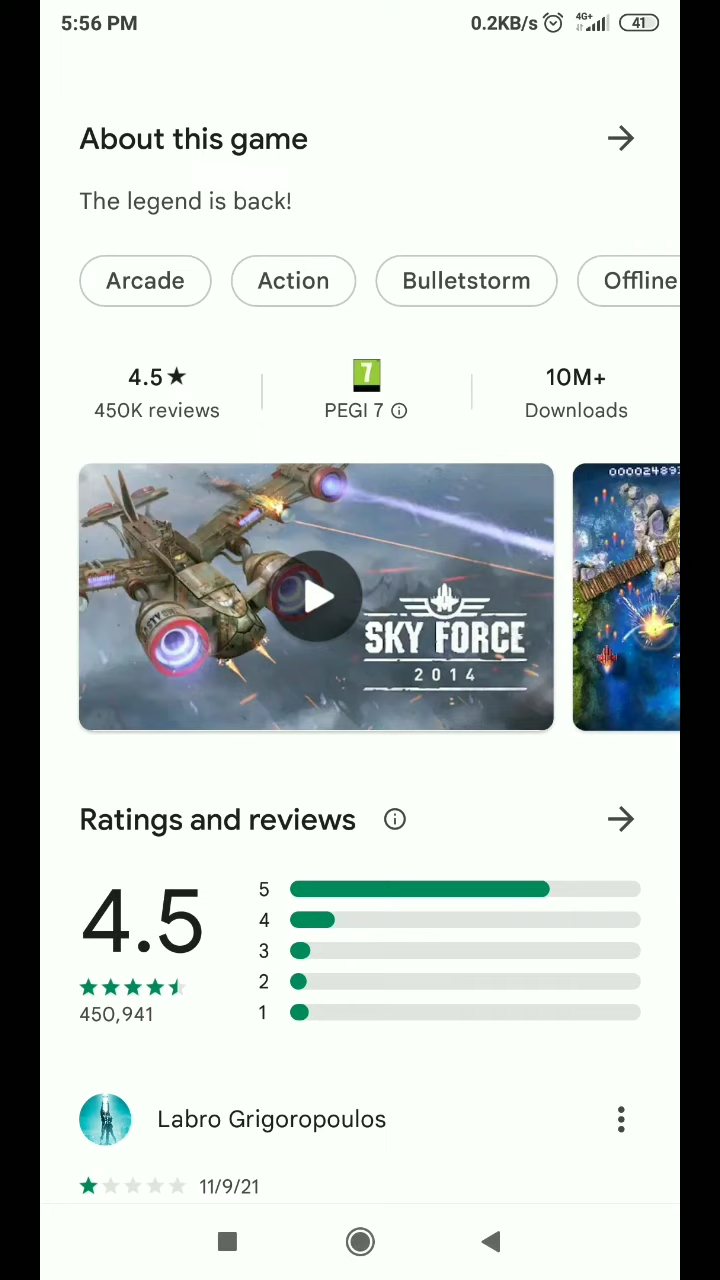 5:56 PM
0.2KB/s 4G+ 41
About this game
The legend is back!
Arcade Action Bulletstorm Offline
4.5★ 7 10M+
450K reviews PEGI 7 Downloads
SKY FORCE
2014
Ratings and reviews
4.5
5
4
3
2
1
450,941
Labro Grigoropoulos
11/9/21